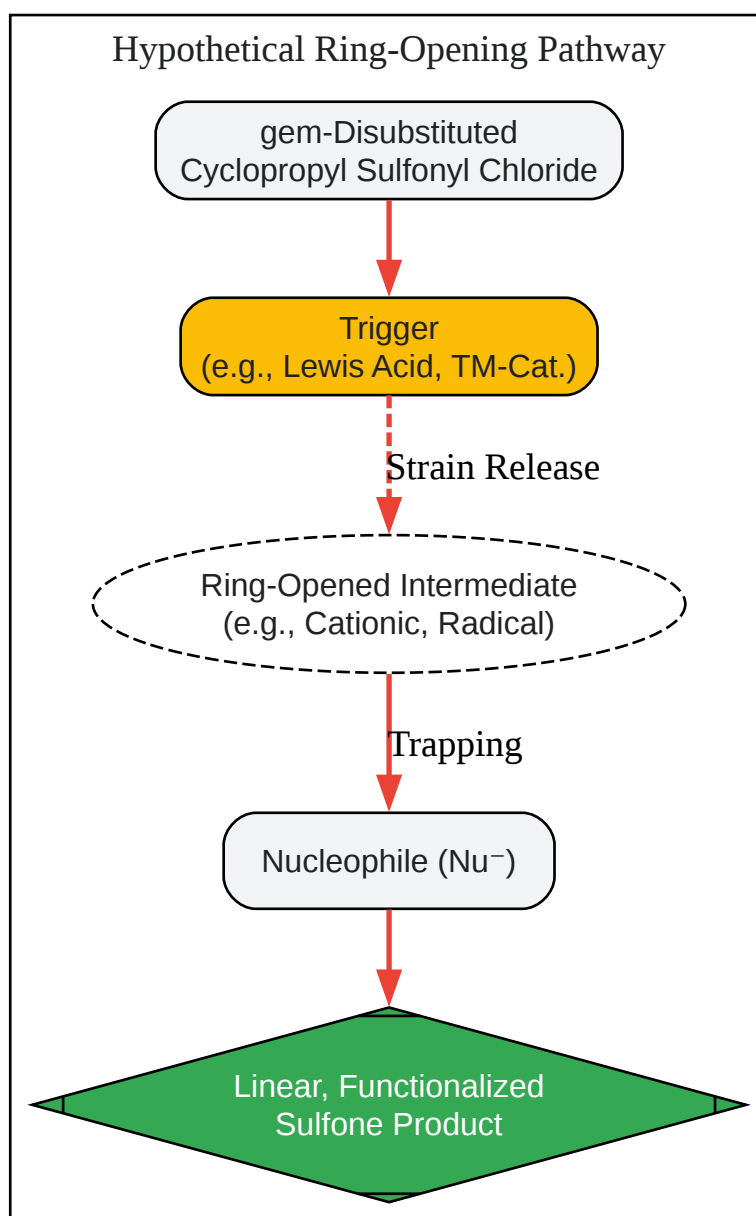 Hypothetical Ring-Opening Pathway
gem-Disubstituted
Cyclopropyl Sulfonyl Chloride
Trigger
(e.g., Lewis Acid, TM-Cat.)
Strain Release
Ring-Opened Intermediate
(e.g., Cationic, Radical)
Trapping
Nucleophile (Nu⁻)
Linear, Functionalized
Sulfone Product